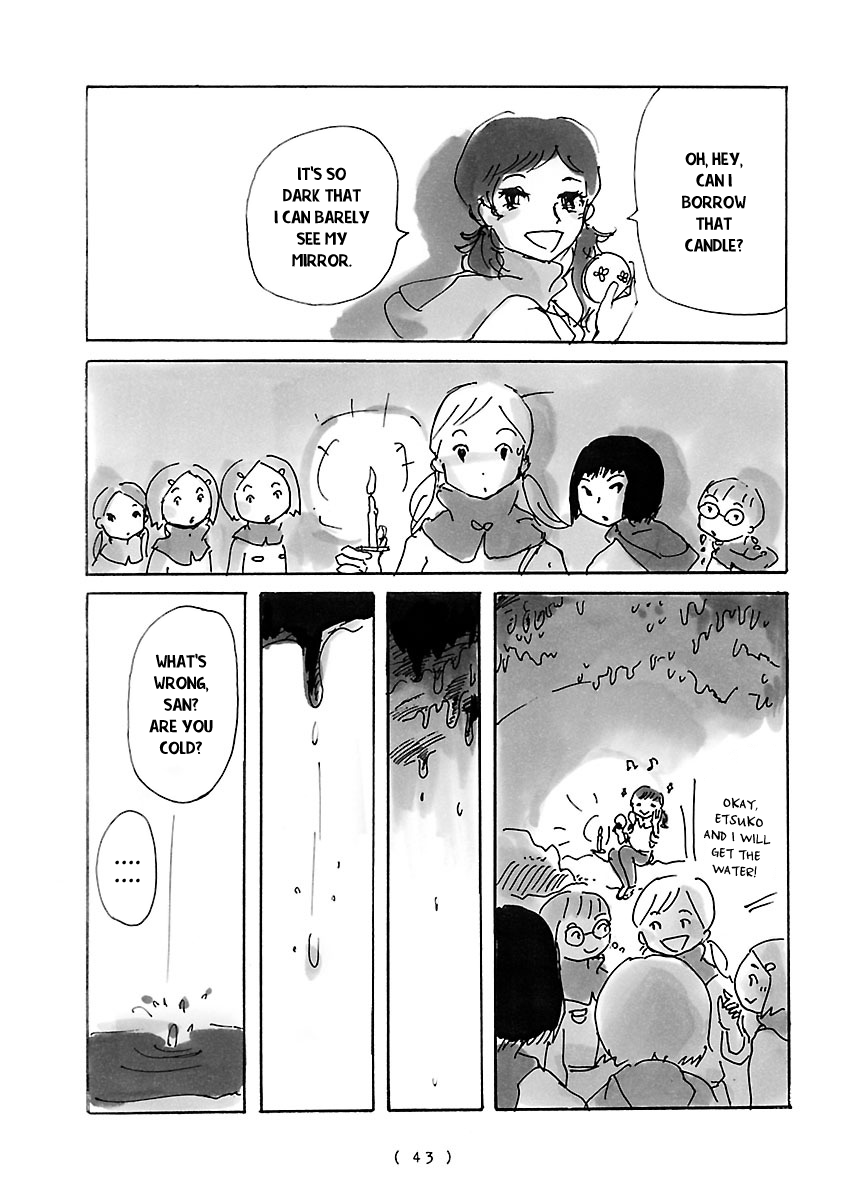 OH, HEY,
CAN I
BORROW
THAT
CANDLE?
IT'S SO
DARK THAT
I CAN BARELY
SEE MY
MIRROR.
OKAY,
ETSUKO
AND I WILL
GET THE
WATER!
WHAT'S
WRONG,
SAN?
ARE YOU
COLD?
....
....
( 43 )